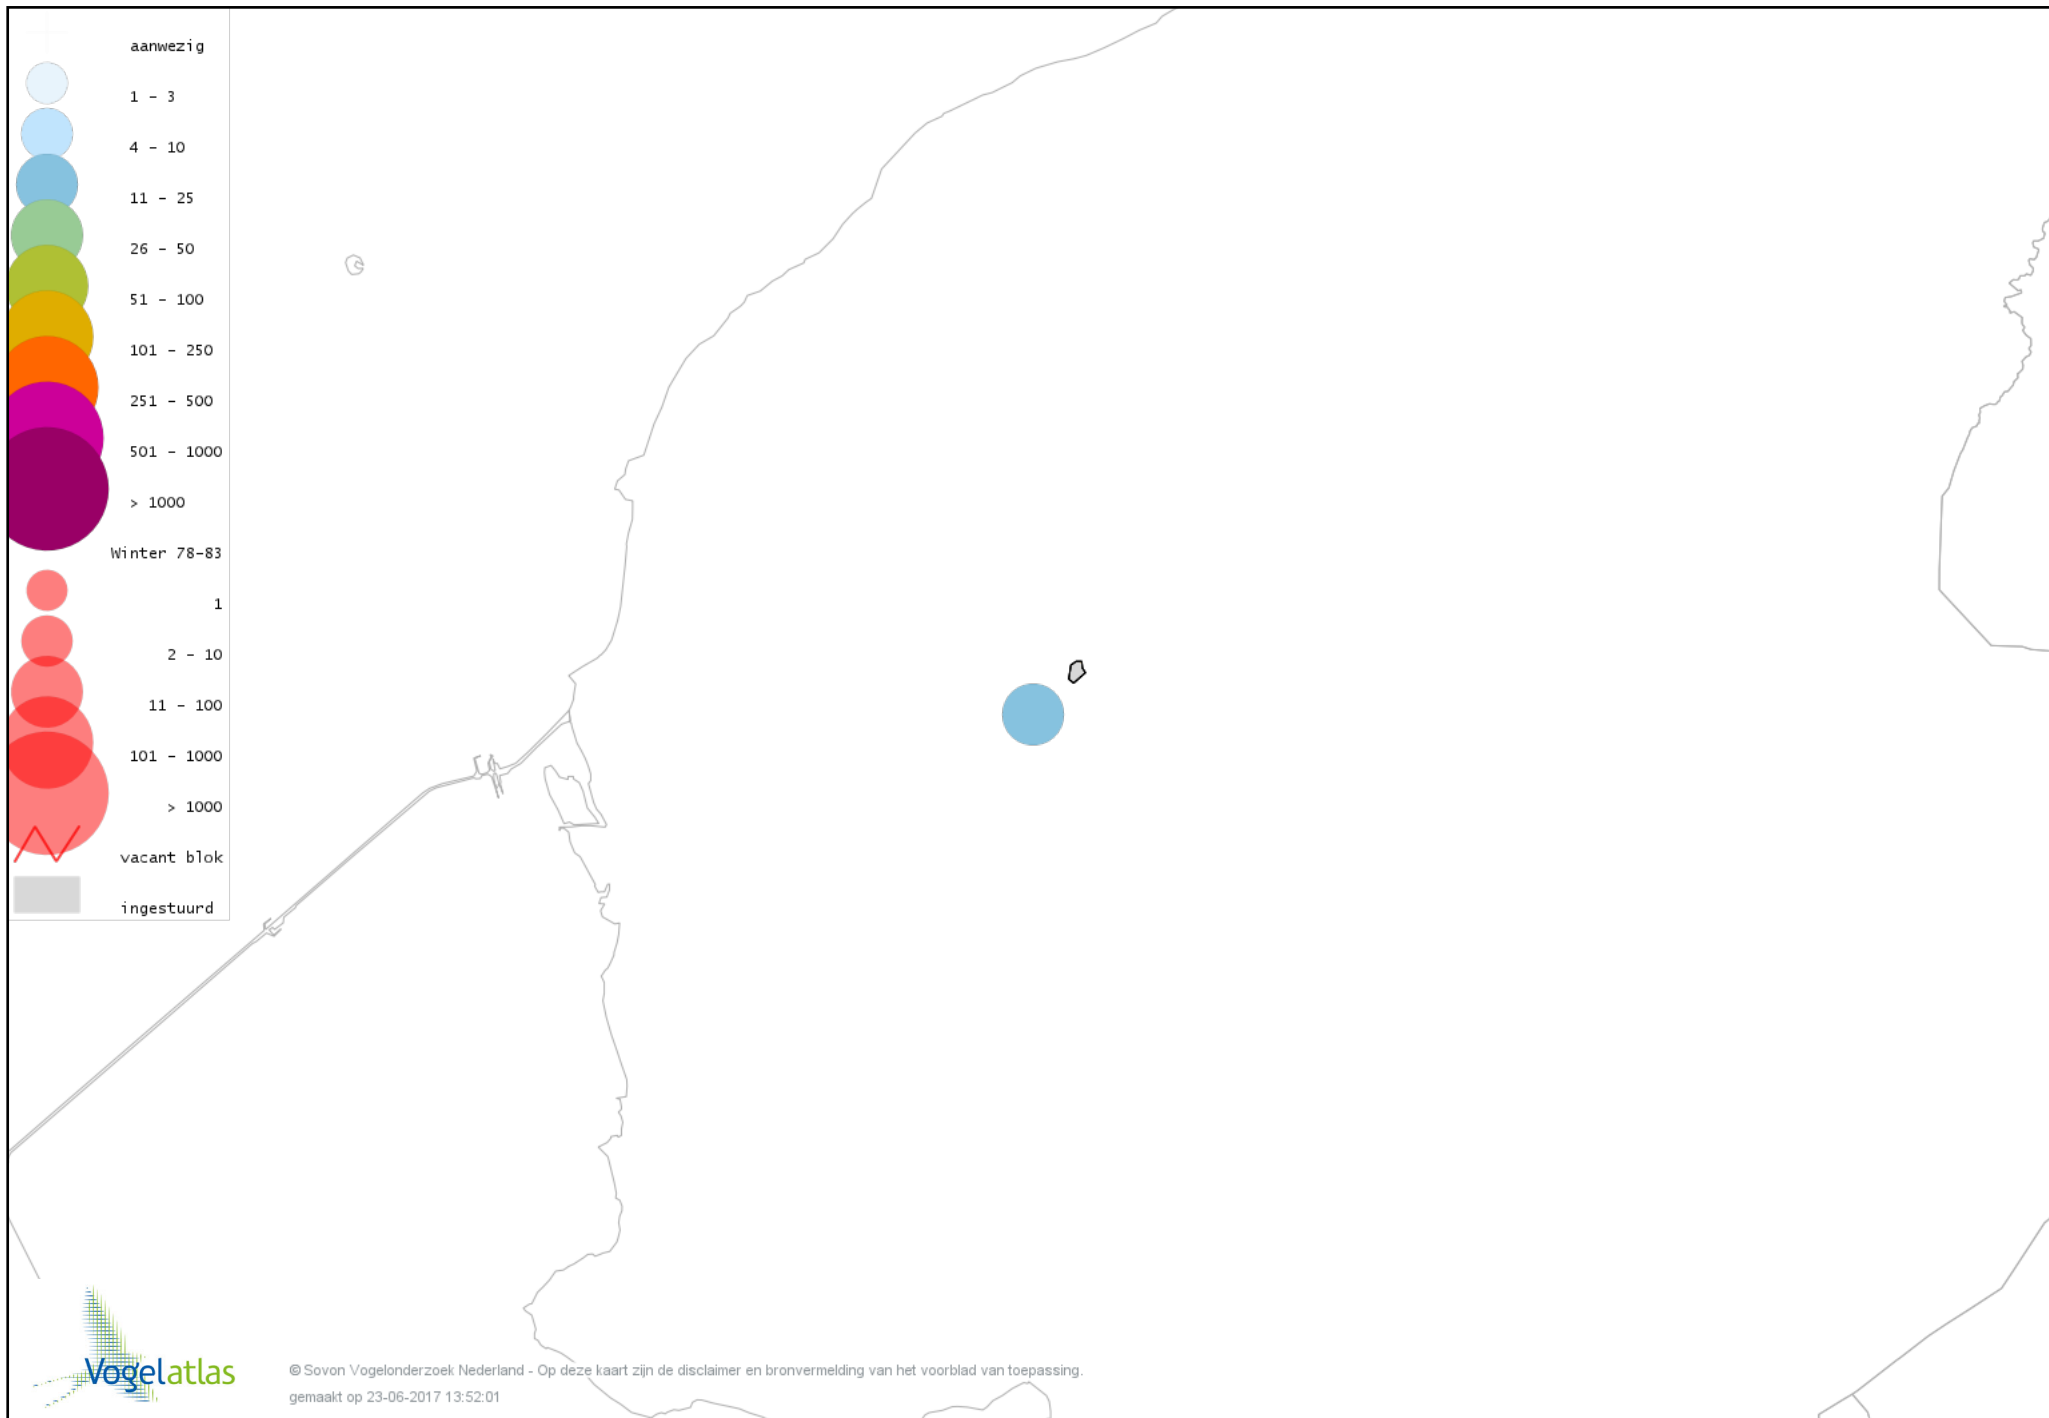 aanwezig
1 - 3
4 - 10
11 - 25
26 - 50
51 - 100
101 - 250
251 - 500
501 - 1000
> 1000
Winter 78-83
1
2 - 10
11 - 100
101 - 1000
> 1000
vacant blok
ingestuurd
Vogelatlas
© Sovon Vogelonderzoek Nederland - Op deze kaart zijn de disclaimer en bronvermelding van het voorblad van toepassing.
gemaakt op 23-06-2017 13:52:01